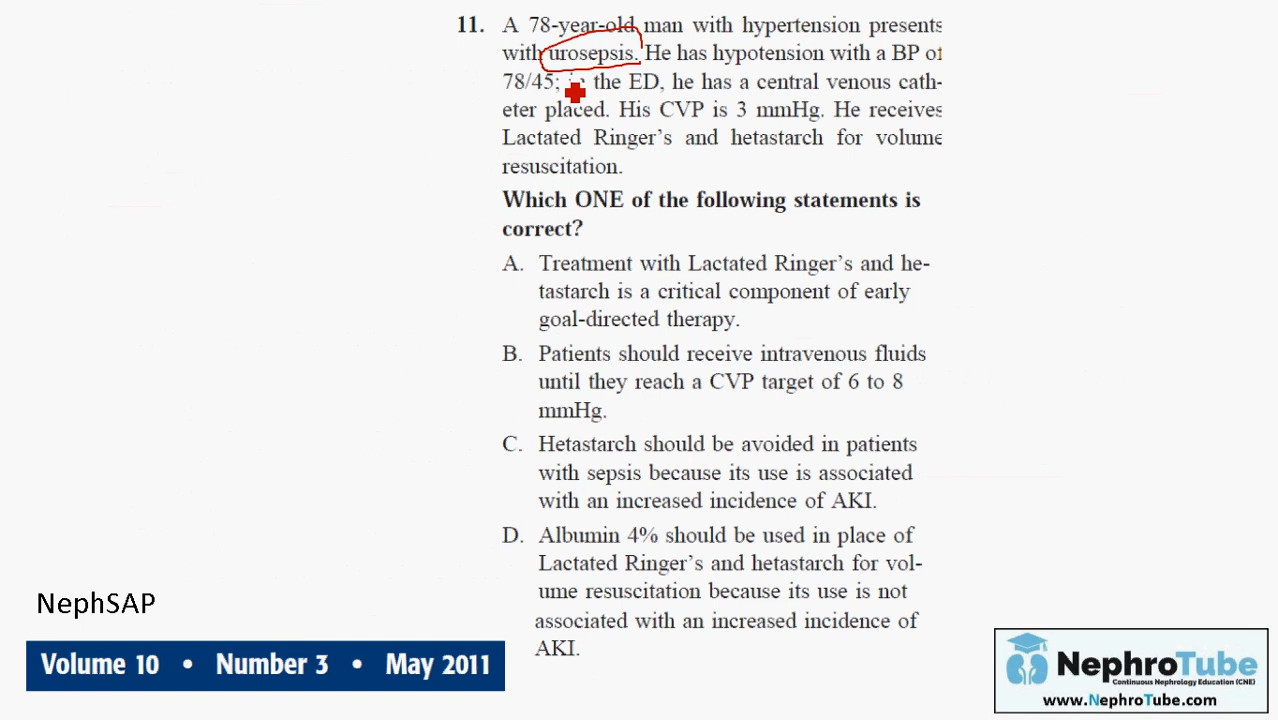 11. A 78-year-old man with hypertension presents
with urosepsis. He has hypotension with a BP of
78/45; in the ED, he has a central venous cath-
eter placed. His CVP is 3 mmHg. He receives
Lactated Ringer's and hetastarch for volume
resuscitation.
Which ONE of the following statements is
correct?
A. Treatment with Lactated Ringer's and he-
tastarch is a critical component of early
goal-directed therapy.
B. Patients should receive intravenous fluids
until they reach a CVP target of 6 to 8
mmHg.
C. Hetastarch should be avoided in patients
with sepsis because its use is associated
with an increased incidence of AKI.
D. Albumin 4% should be used in place of
Lactated Ringer's and hetastarch for vol-
ume resuscitation because its use is not
associated with an increased incidence of
AKI.
NephSAP
Volume 10 • Number 3 • May 2011
NephroTube
Continuous Nephrology Education (CNE)
www.NephroTube.com